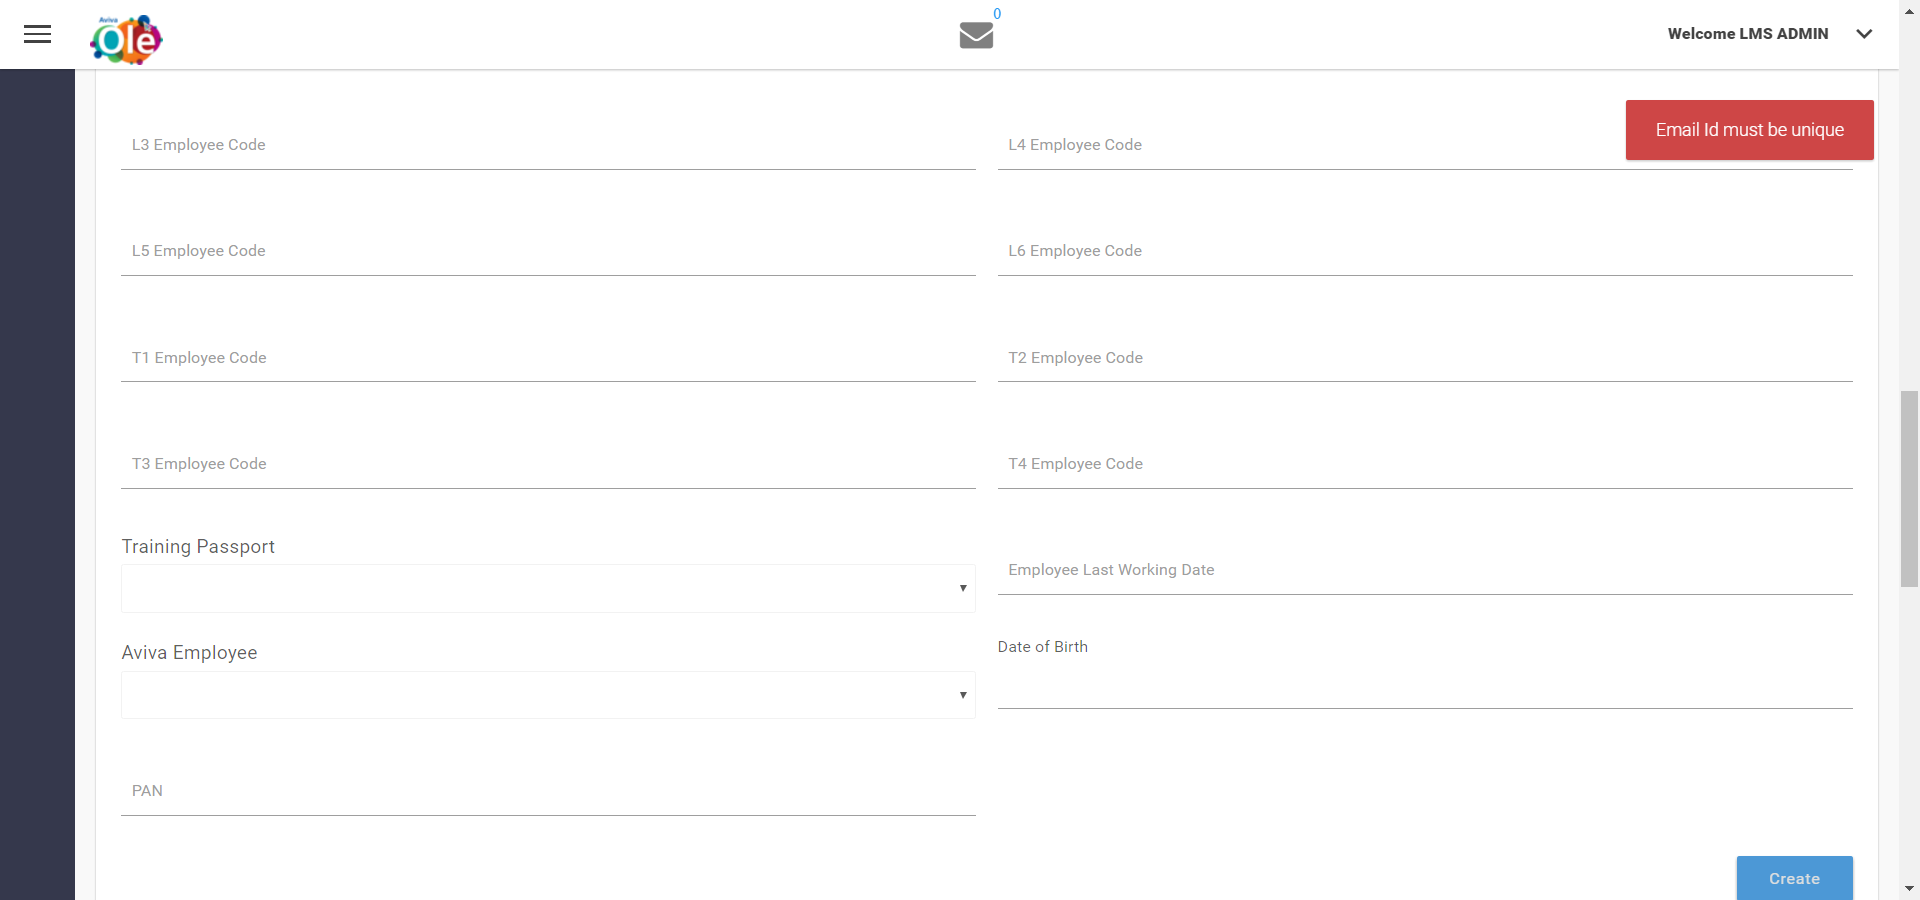 Aviva
Ole
0
Welcome LMS ADMIN
Email Id must be unique
L3 Employee Code
L4 Employee Code
L5 Employee Code
L6 Employee Code
T1 Employee Code
T2 Employee Code
T3 Employee Code
T4 Employee Code
Training Passport
Employee Last Working Date
Aviva Employee
Date of Birth
PAN
Create